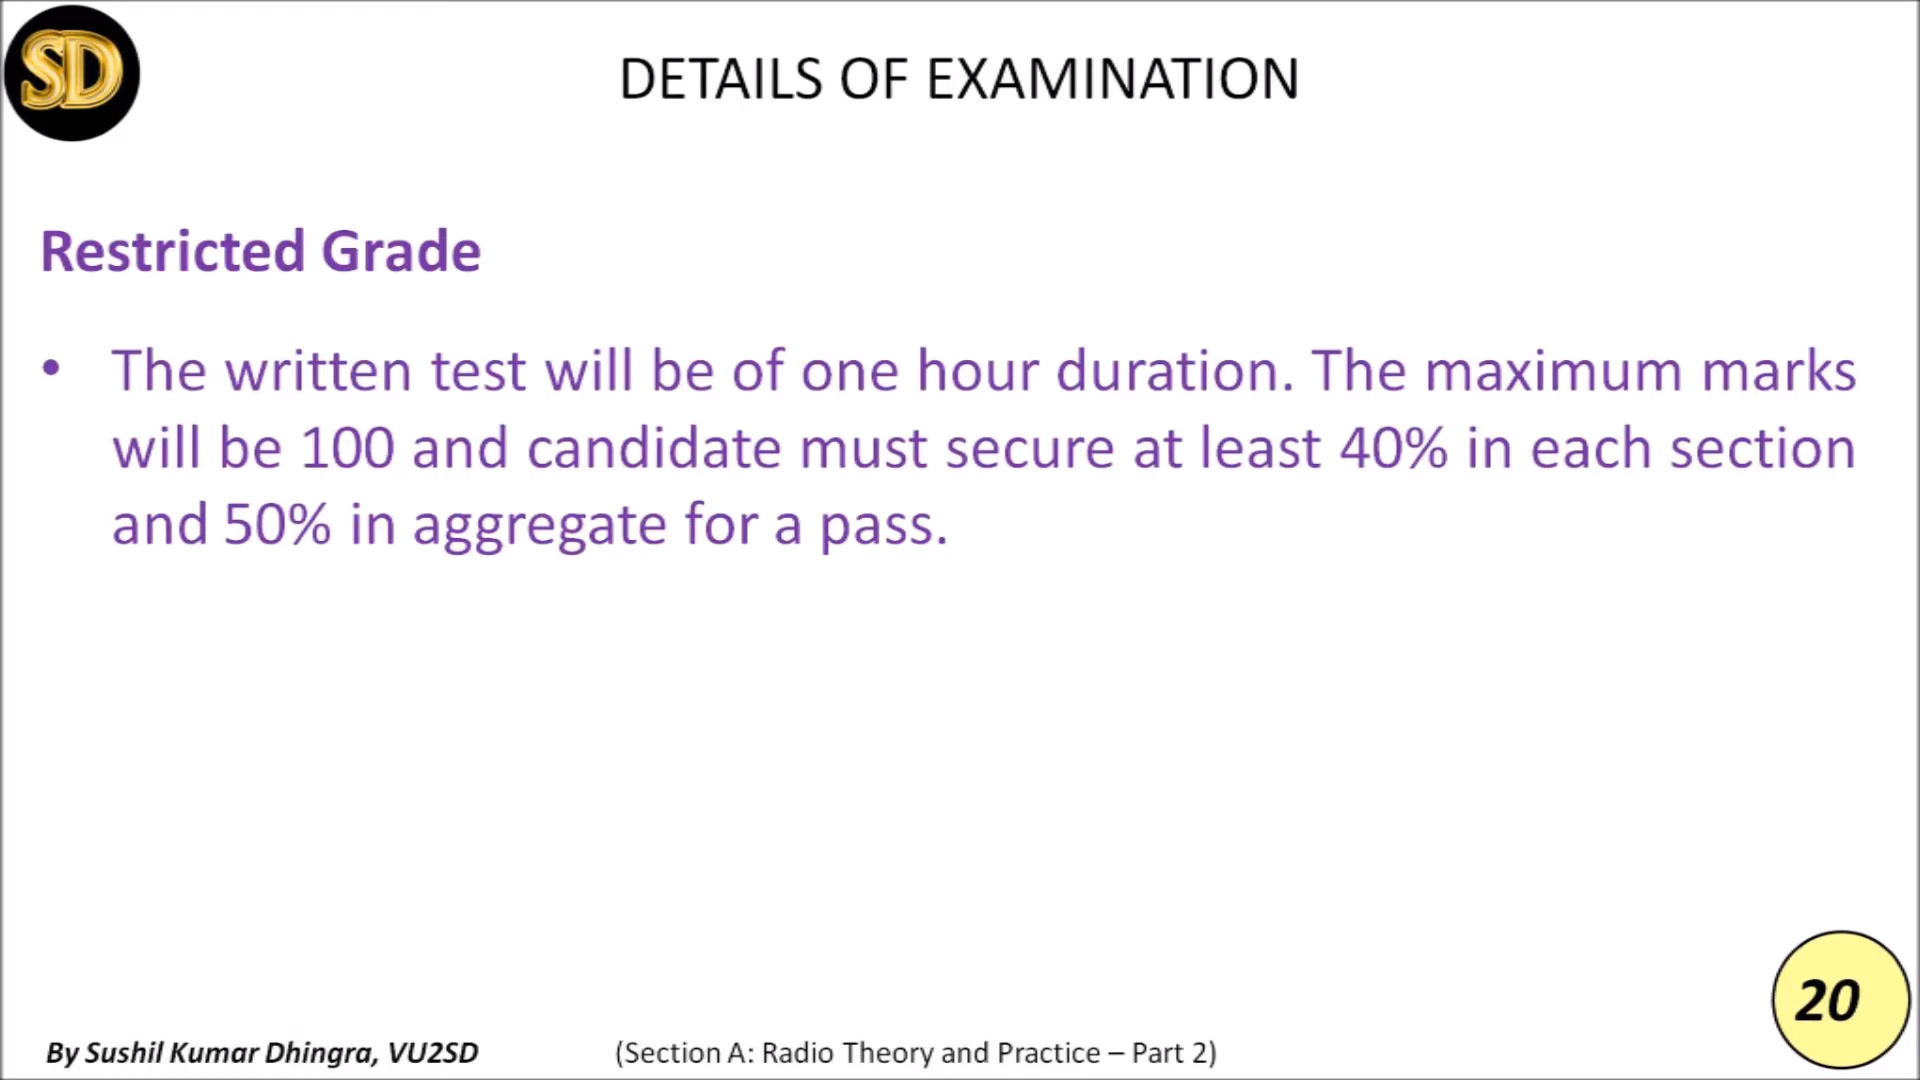 SD
DETAILS OF EXAMINATION
Restricted Grade
• The written test will be of one hour duration. The maximum marks
will be 100 and candidate must secure at least 40% in each section
and 50% in aggregate for a pass.
20
By Sushil Kumar Dhingra, VU2SD
(Section A: Radio Theory and Practice – Part 2)